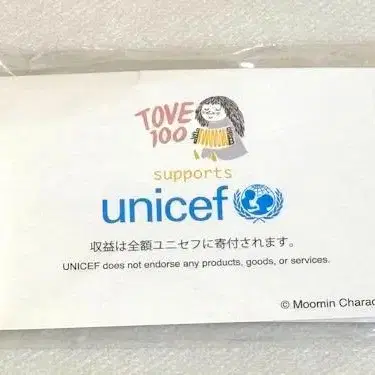 TOVE
100
supports
unicef
収益は全額ユニセフに寄付されます。
UNICEF does not endorse any products, goods, or services.
© Moomin Charac